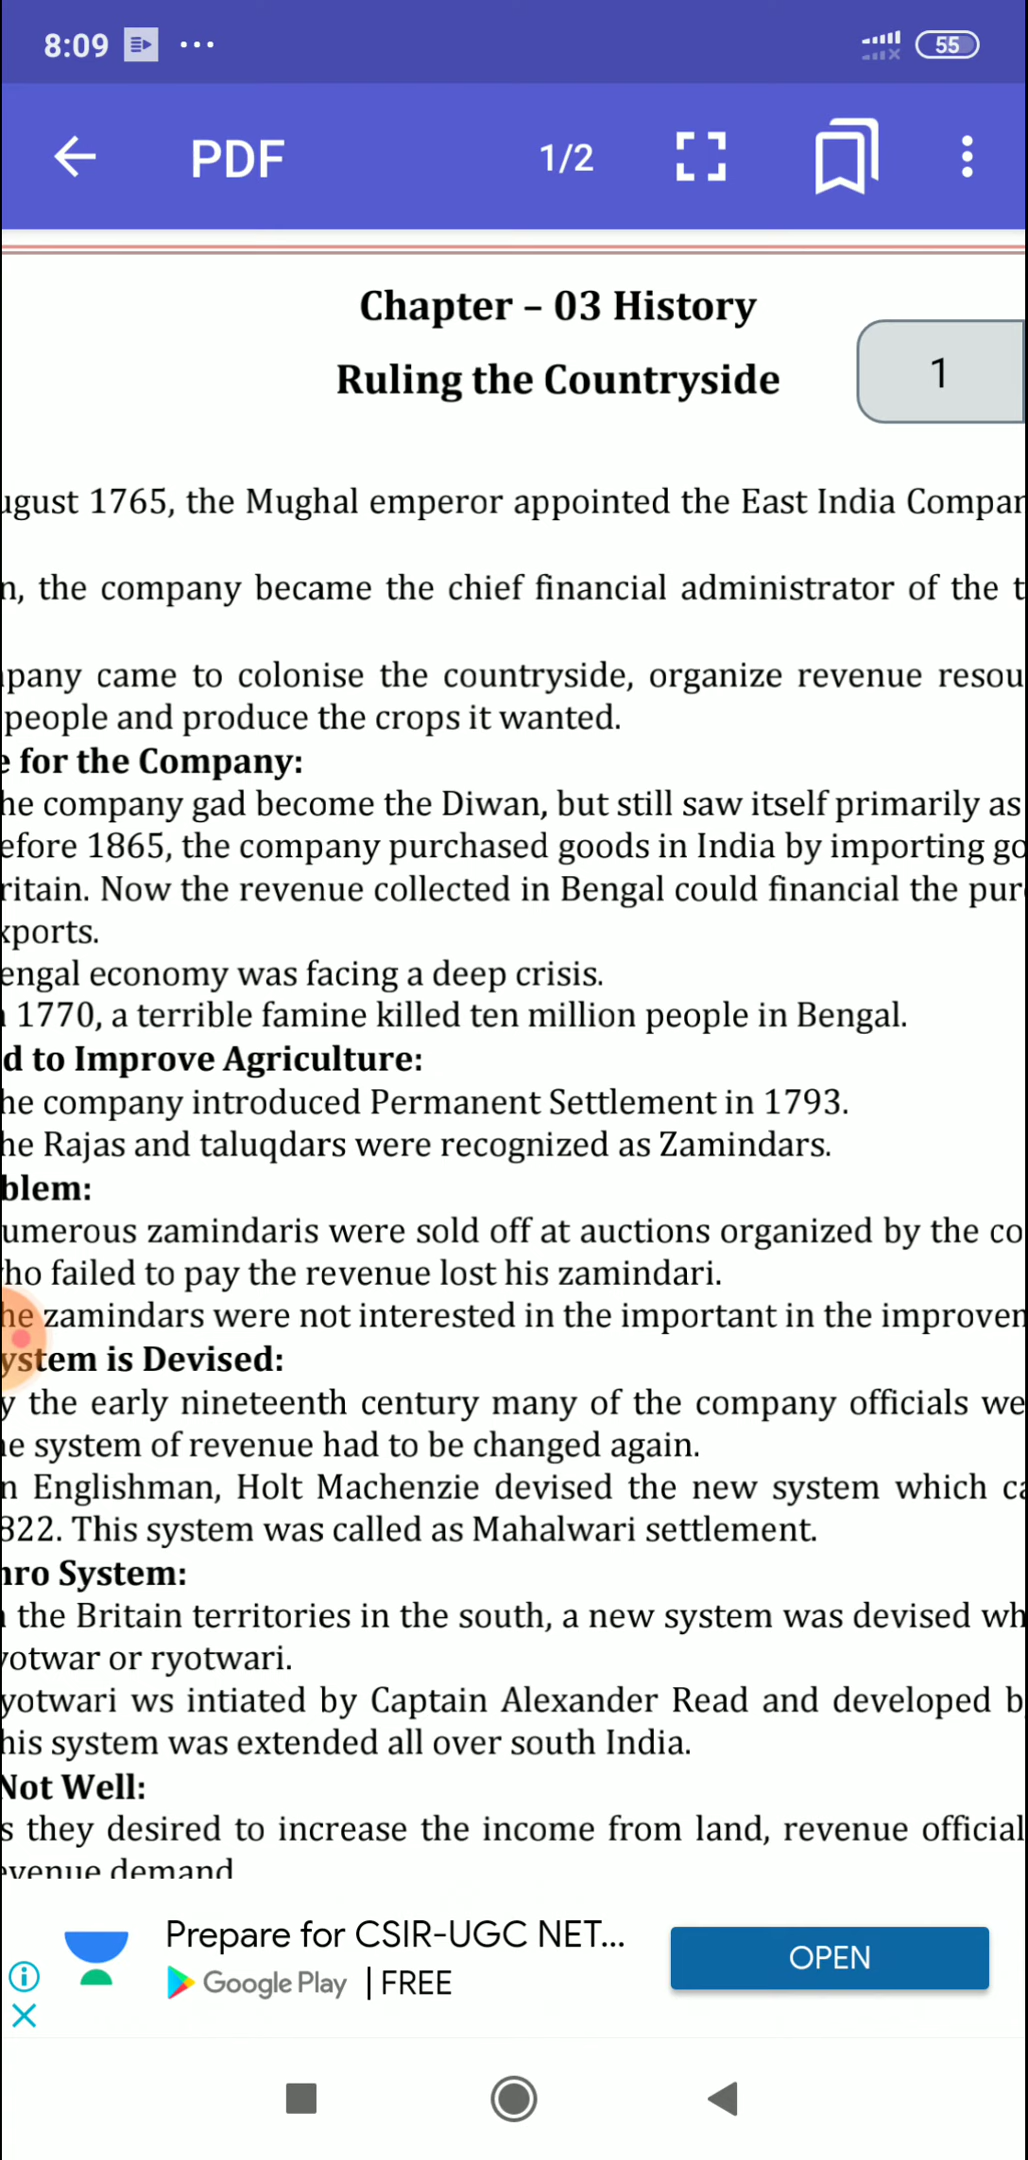 8:09
55
PDF
1/2
Chapter – 03 History
Ruling the Countryside
1
ugust 1765, the Mughal emperor appointed the East India Compan
n, the company became the chief financial administrator of the t
pany came to colonise the countryside, organize revenue resou
people and produce the crops it wanted.
e for the Company:
he company gad become the Diwan, but still saw itself primarily as
efore 1865, the company purchased goods in India by importing go
ritain. Now the revenue collected in Bengal could financial the pur
xports.
engal economy was facing a deep crisis.
1770, a terrible famine killed ten million people in Bengal.
d to Improve Agriculture:
he company introduced Permanent Settlement in 1793.
he Rajas and taluqdars were recognized as Zamindars.
blem:
umerous zamindaris were sold off at auctions organized by the co
ho failed to pay the revenue lost his zamindari.
he zamindars were not interested in the important in the improvem
ystem is Devised:
y the early nineteenth century many of the company officials we
e system of revenue had to be changed again.
n Englishman, Holt Machenzie devised the new system which ca
822. This system was called as Mahalwari settlement.
nro System:
the Britain territories in the south, a new system was devised wh
yotwar or ryotwari.
yotwari ws intiated by Captain Alexander Read and developed b
his system was extended all over south India.
Not Well:
s they desired to increase the income from land, revenue official
evenue demand
Prepare for CSIR-UGC NET...
Google Play | FREE
OPEN